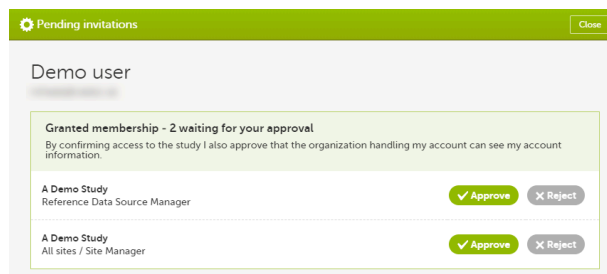 Pending invitations
Close
Demo user
Granted membership - 2 waiting for your approval
By confirming access to the study I also approve that the organization handling my account can see my account
information.
A Demo Study
Reference Data Source Manager
Approve
Reject
A Demo Study
All sites / Site Manager
Approve
Reject